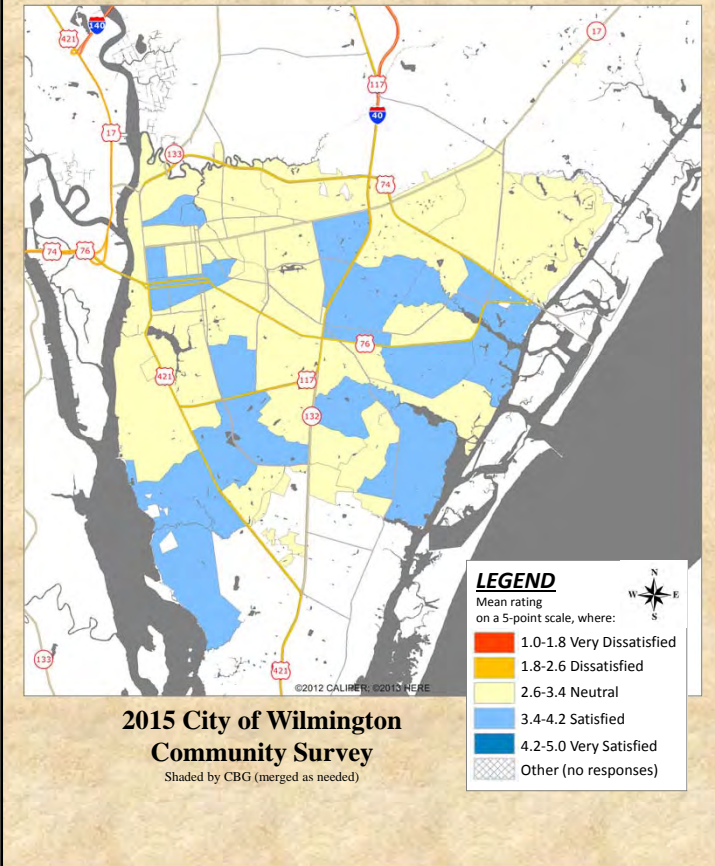 140
421
17
117
40
17
133
74
74
76
76
421
117
132
133
421
©2012 CALIPER; ©2013 HERE
LEGEND
Mean rating
on a 5-point scale, where:
N
W E
S
1.0-1.8 Very Dissatisfied
1.8-2.6 Dissatisfied
2.6-3.4 Neutral
3.4-4.2 Satisfied
4.2-5.0 Very Satisfied
Other (no responses)
2015 City of Wilmington
Community Survey
Shaded by CBG (merged as needed)